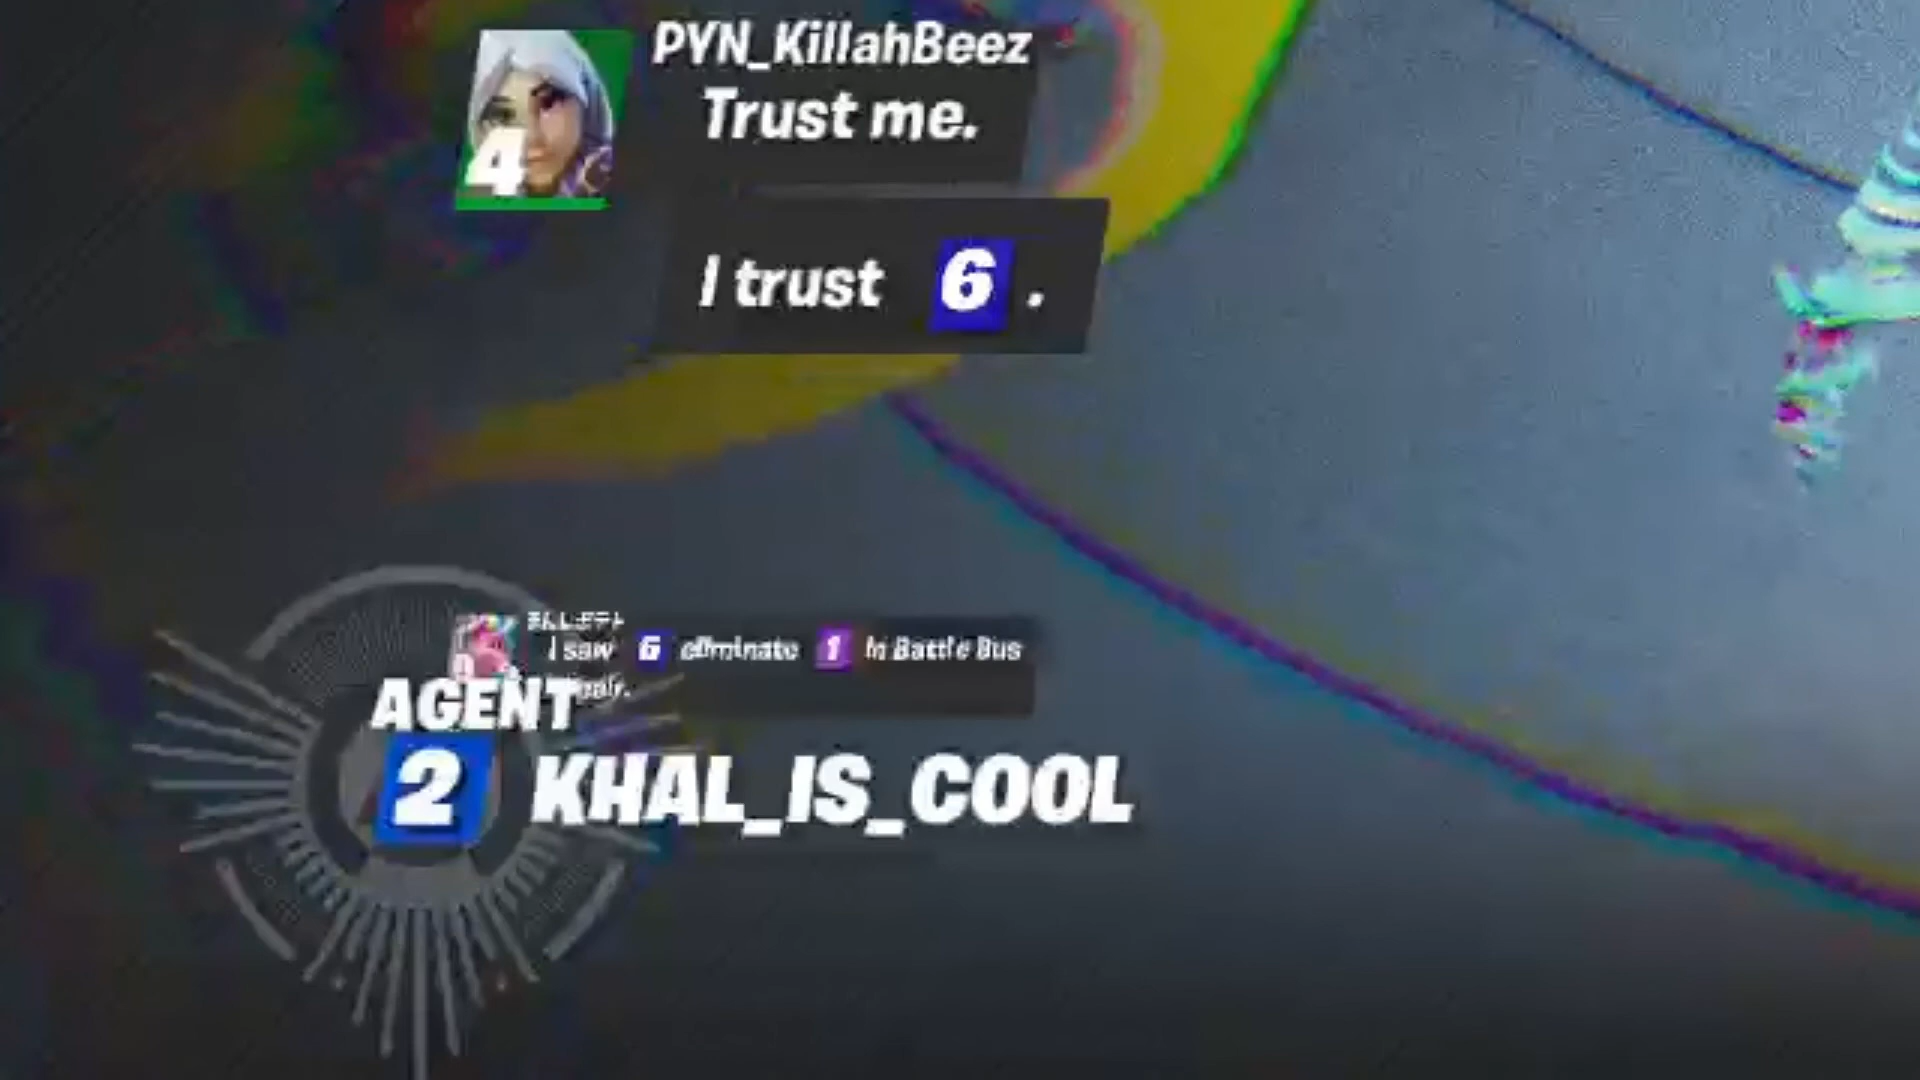 PYN_KillahBeez
Trust me.
4
I trust 6 .
I saw 6 eliminate 1 in Battle Bus
AGENT
2 KHAL_IS_COOL